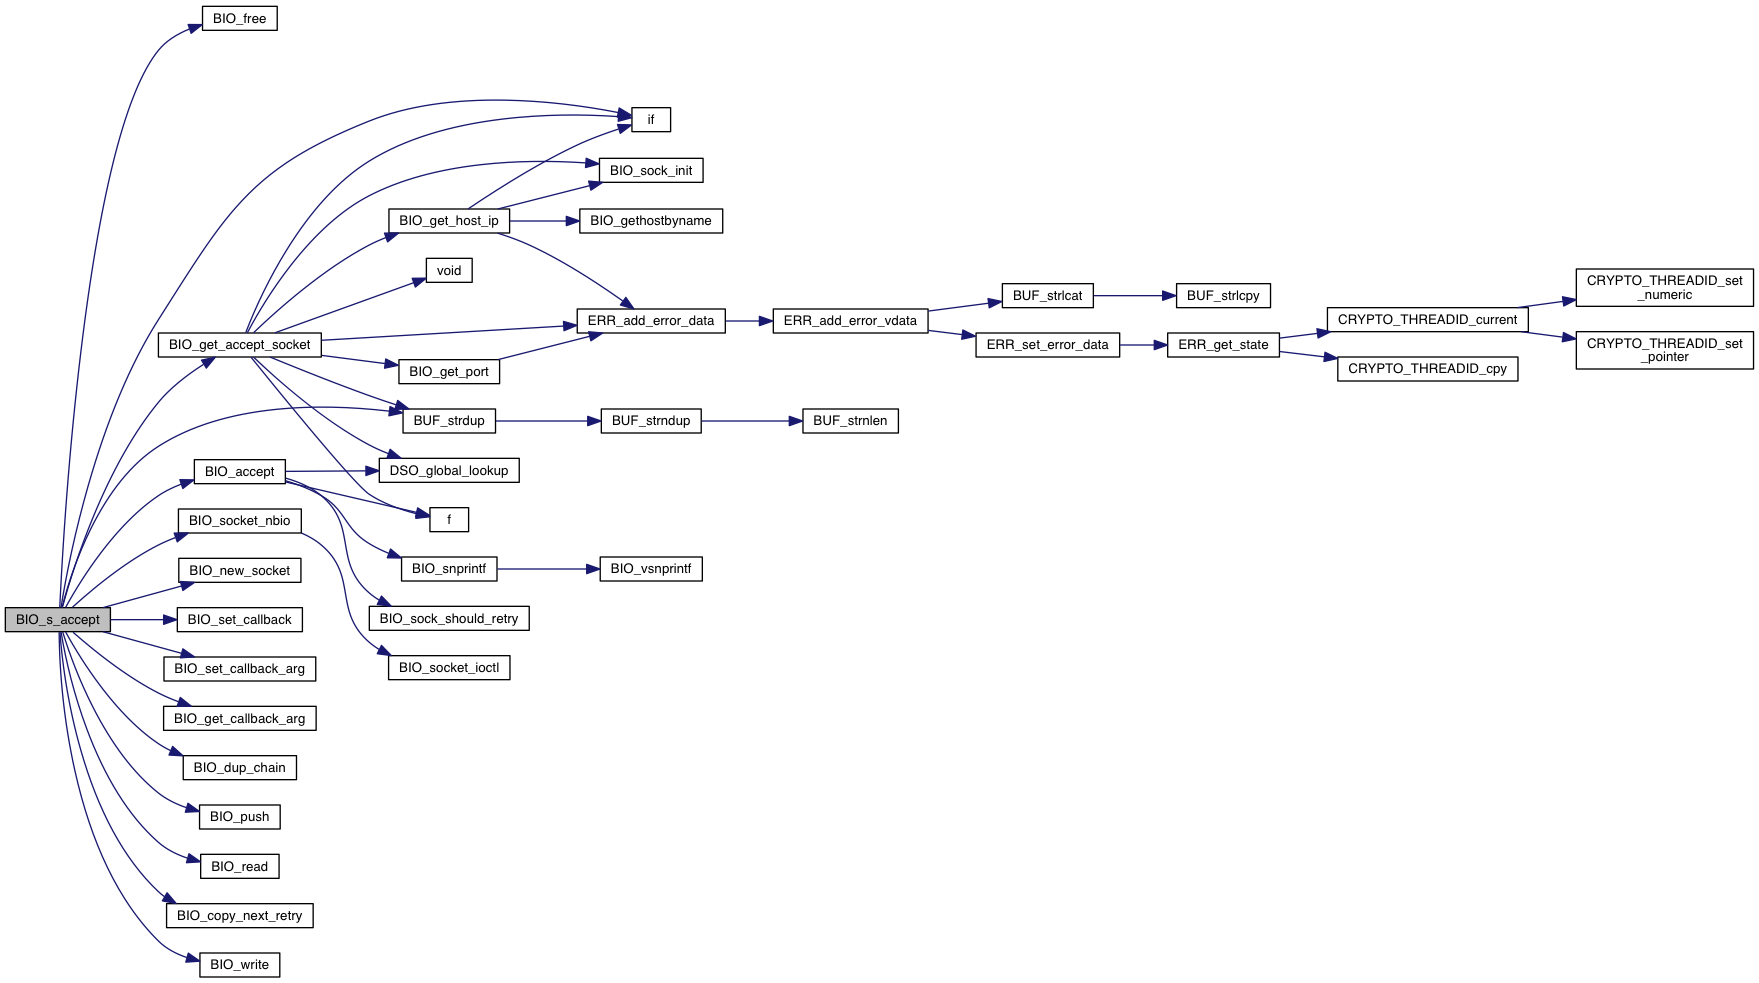 BIO_free
if
BIO_sock_init
BIO_get_host_ip
BIO_gethostbyname
void
CRYPTO_THREADID_set
_numeric
BUF_strlcat
BUF_strlcpy
ERR_add_error_data
ERR_add_error_vdata
CRYPTO_THREADID_current
BIO_get_accept_socket
ERR_set_error_data
ERR_get_state
CRYPTO_THREADID_set
_pointer
BIO_get_port
CRYPTO_THREADID_cpy
BUF_strdup
BUF_strndup
BUF_strnlen
BIO_accept
DSO_global_lookup
BIO_socket_nbio
f
BIO_new_socket
BIO_snprintf
BIO_vsnprintf
BIO_s_accept
BIO_set_callback
BIO_sock_should_retry
BIO_set_callback_arg
BIO_socket_ioctl
BIO_get_callback_arg
BIO_dup_chain
BIO_push
BIO_read
BIO_copy_next_retry
BIO_write